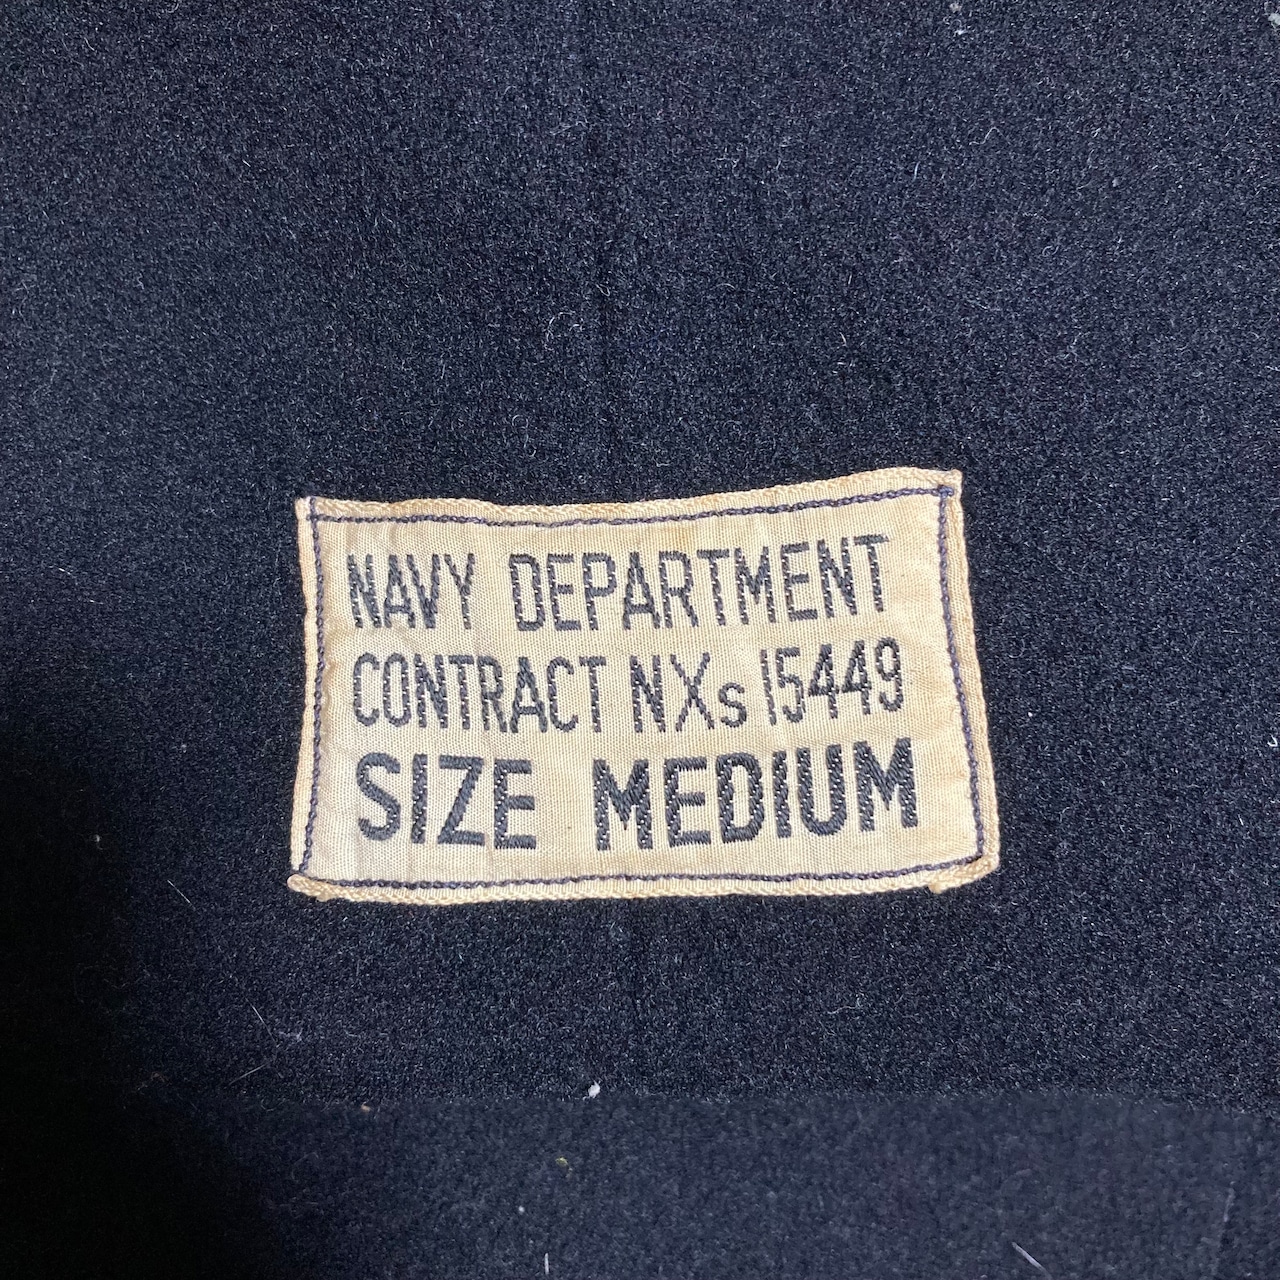 NAVY DEPARTMENT
CONTRACT NXs 15449
SIZE MEDIUM